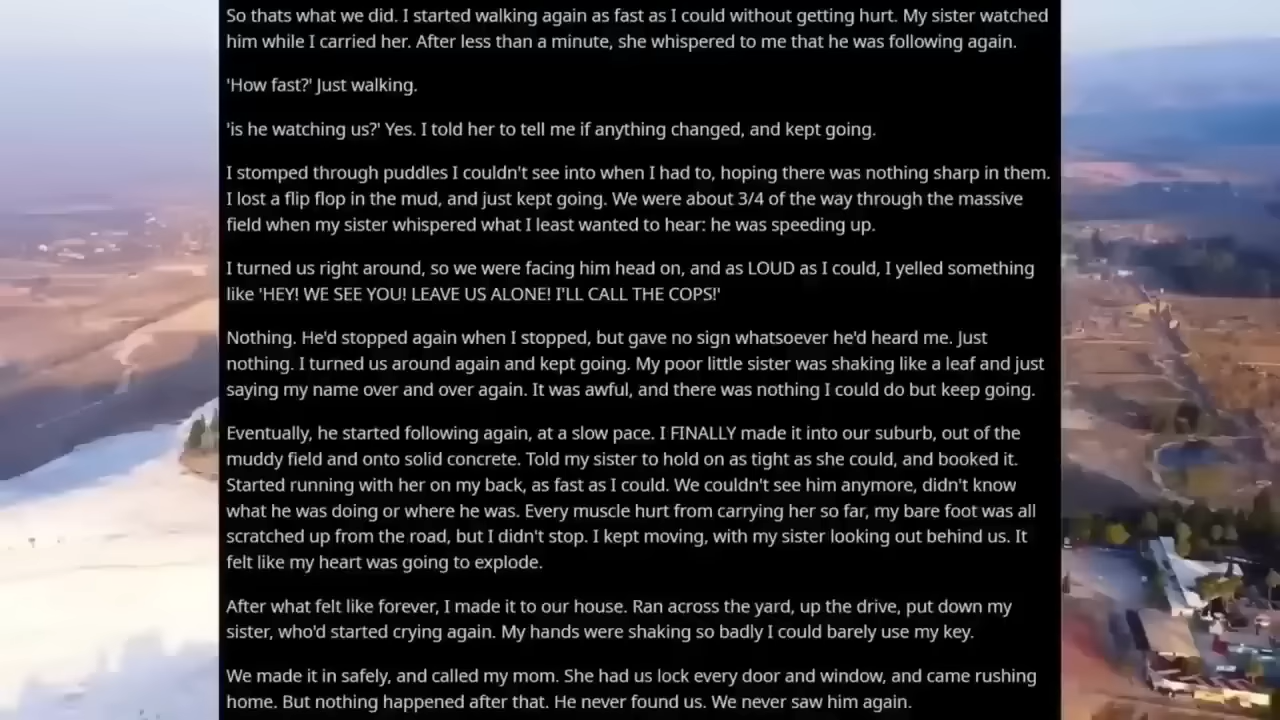 So thats what we did. I started walking again as fast as I could without getting hurt. My sister watched
him while I carried her. After less than a minute, she whispered to me that he was following again.
'How fast?' Just walking.
'is he watching us?' Yes. I told her to tell me if anything changed, and kept going.
I stomped through puddles I couldn't see into when I had to, hoping there was nothing sharp in them.
I lost a flip flop in the mud, and just kept going. We were about 3/4 of the way through the massive
field when my sister whispered what I least wanted to hear: he was speeding up.
I turned us right around, so we were facing him head on, and as LOUD as I could, I yelled something
like 'HEY! WE SEE YOU! LEAVE US ALONE! I'LL CALL THE COPS!'
Nothing. He'd stopped again when I stopped, but gave no sign whatsoever he'd heard me. Just
nothing. I turned us around again and kept going. My poor little sister was shaking like a leaf and just
saying my name over and over again. It was awful, and there was nothing I could do but keep going.
Eventually, he started following again, at a slow pace. I FINALLY made it into our suburb, out of the
muddy field and onto solid concrete. Told my sister to hold on as tight as she could, and booked it.
Started running with her on my back, as fast as I could. We couldn't see him anymore, didn't know
what he was doing or where he was. Every muscle hurt from carrying her so far, my bare foot was all
scratched up from the road, but I didn't stop. I kept moving, with my sister looking out behind us. It
felt like my heart was going to explode.
After what felt like forever, I made it to our house. Ran across the yard, up the drive, put down my
sister, who'd started crying again. My hands were shaking so badly I could barely use my key.
We made it in safely, and called my mom. She had us lock every door and window, and came rushing
home. But nothing happened after that. He never found us. We never saw him again.